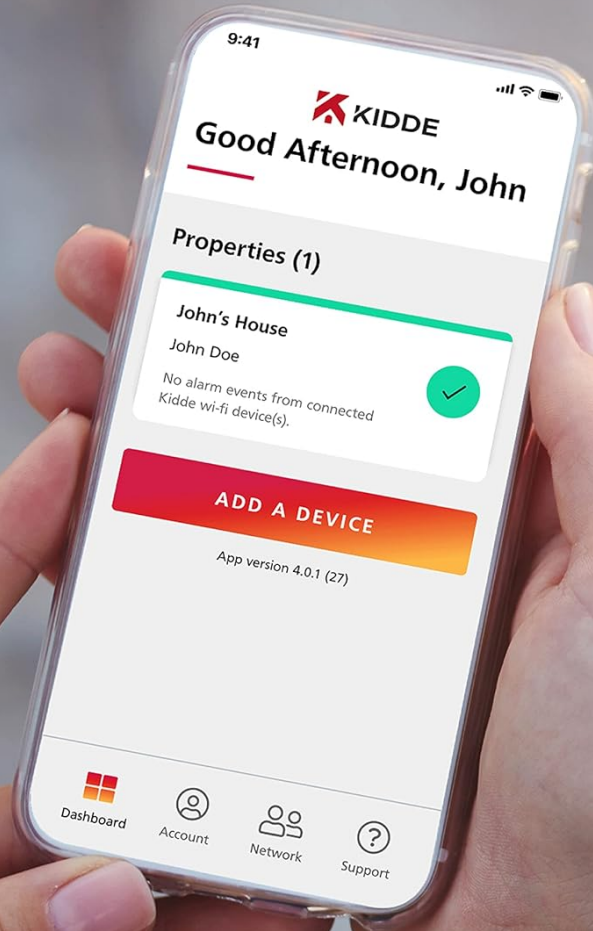 9:41
KIDDE
Good Afternoon, John
Properties (1)
John's House
John Doe
No alarm events from connected
Kidde wi-fi device(s).
ADD A DEVICE
App version 4.0.1 (27)
Dashboard
Account
Network
Support